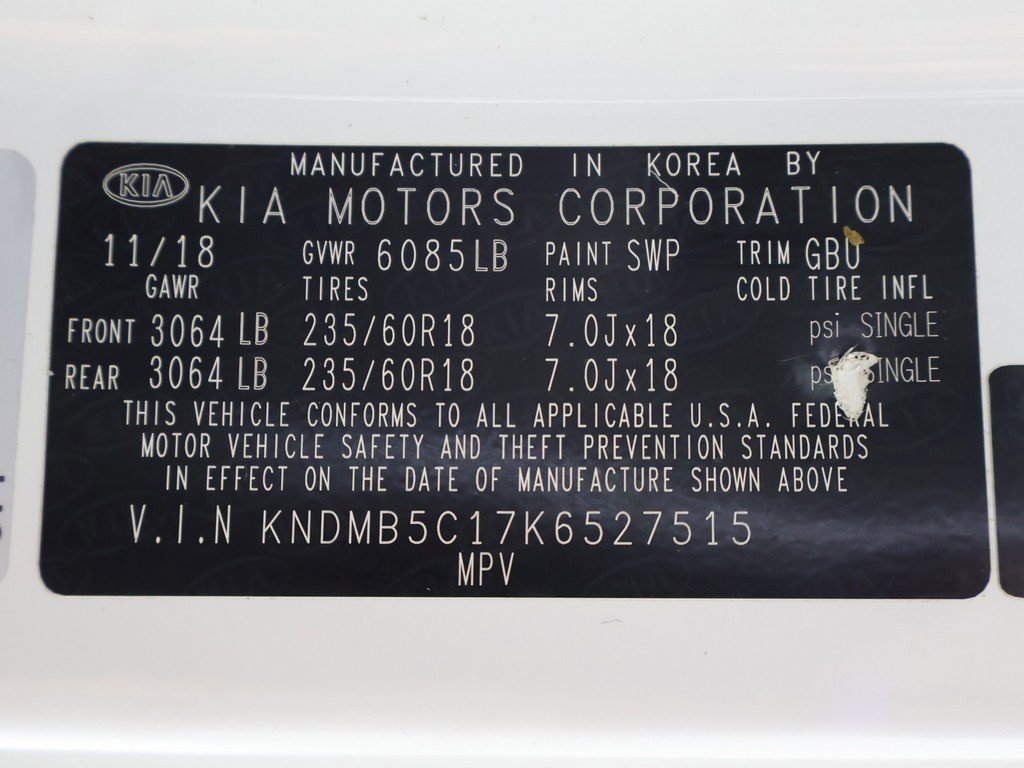 MANUFACTURED IN KOREA BY
KIA KIA MOTORS CORPORATION
11/18 GVWR 6085LB PAINT SWP TRIM GBU
GAWR TIRES RIMS COLD TIRE INFL
FRONT 3064 LB 235/60R18 7.0Jx18 psi SINGLE
REAR 3064 LB 235/60R18 7.0Jx18 SINGLE
THIS VEHICLE CONFORMS TO ALL APPLICABLE U.S.A. FEDERAL
MOTOR VEHICLE SAFETY AND THEFT PREVENTION STANDARDS
IN EFFECT ON THE DATE OF MANUFACTURE SHOWN ABOVE
V.I.N KNDMB5C17K6527515
MPV